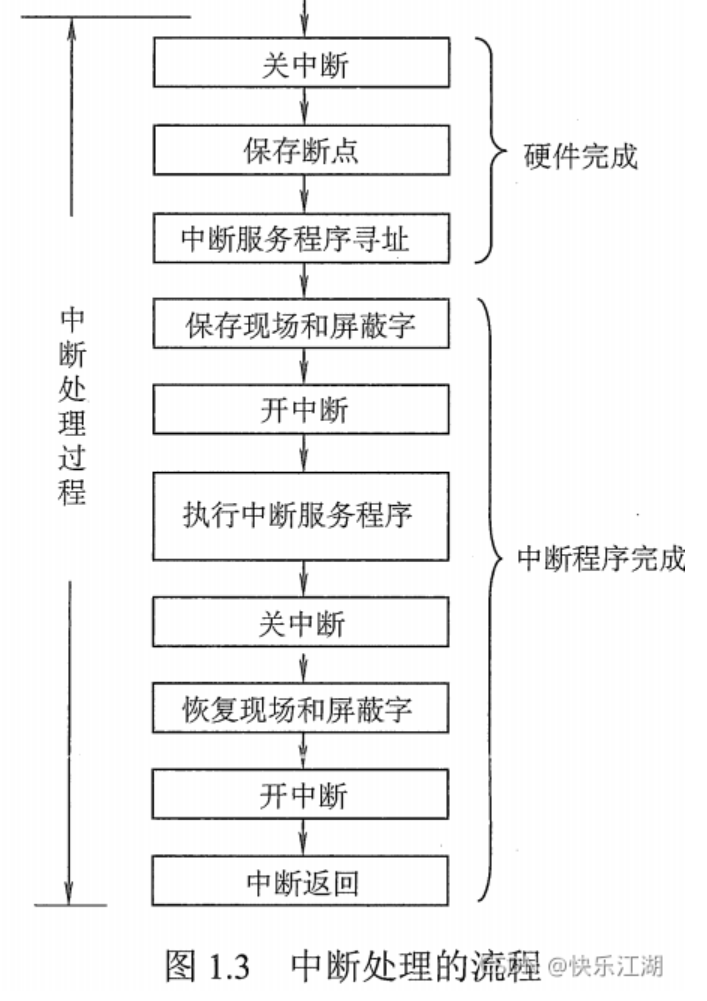 关中断
保存断点
中断服务程序寻址
硬件完成
保存现场和屏蔽字
开中断
执行中断服务程序
关中断
恢复现场和屏蔽字
开中断
中断返回
中断程序完成
中断处理过程
图 1.3 中断处理的流程
@快乐江湖